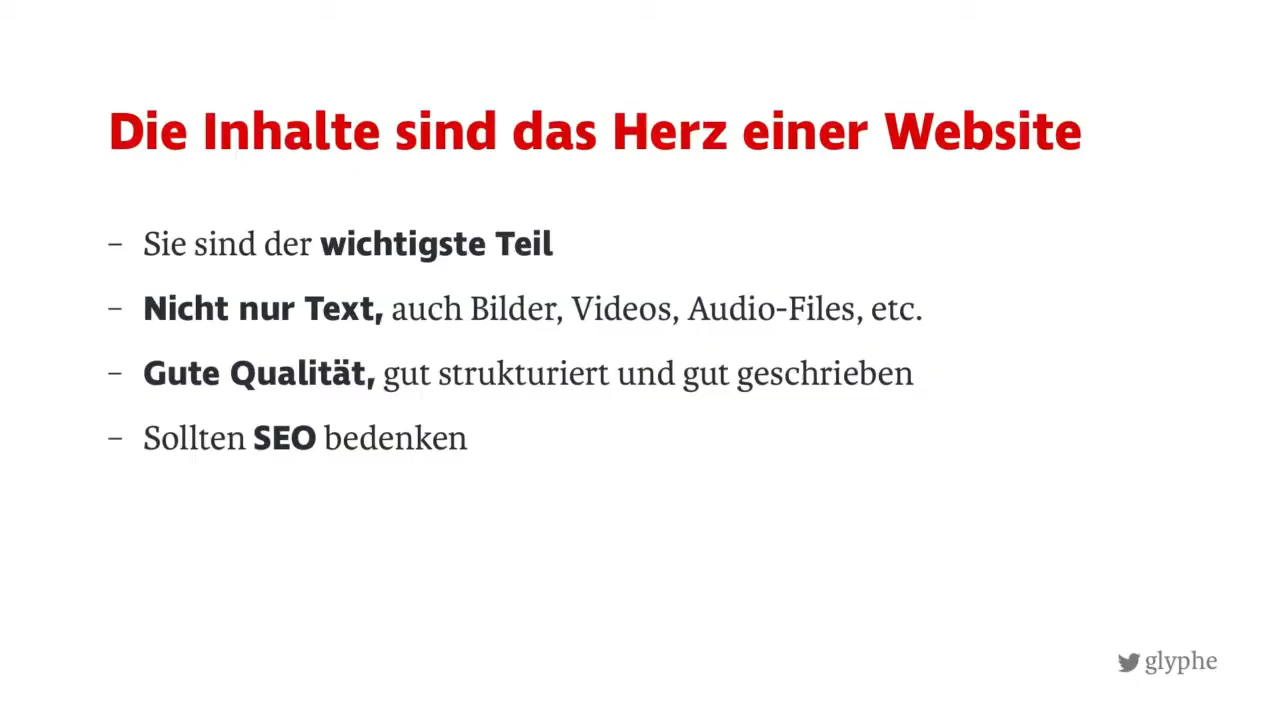 Die Inhalte sind das Herz einer Website
– Sie sind der wichtigste Teil
– Nicht nur Text, auch Bilder, Videos, Audio-Files, etc.
– Gute Qualität, gut strukturiert und gut geschrieben
– Sollten SEO bedenken
glyphe